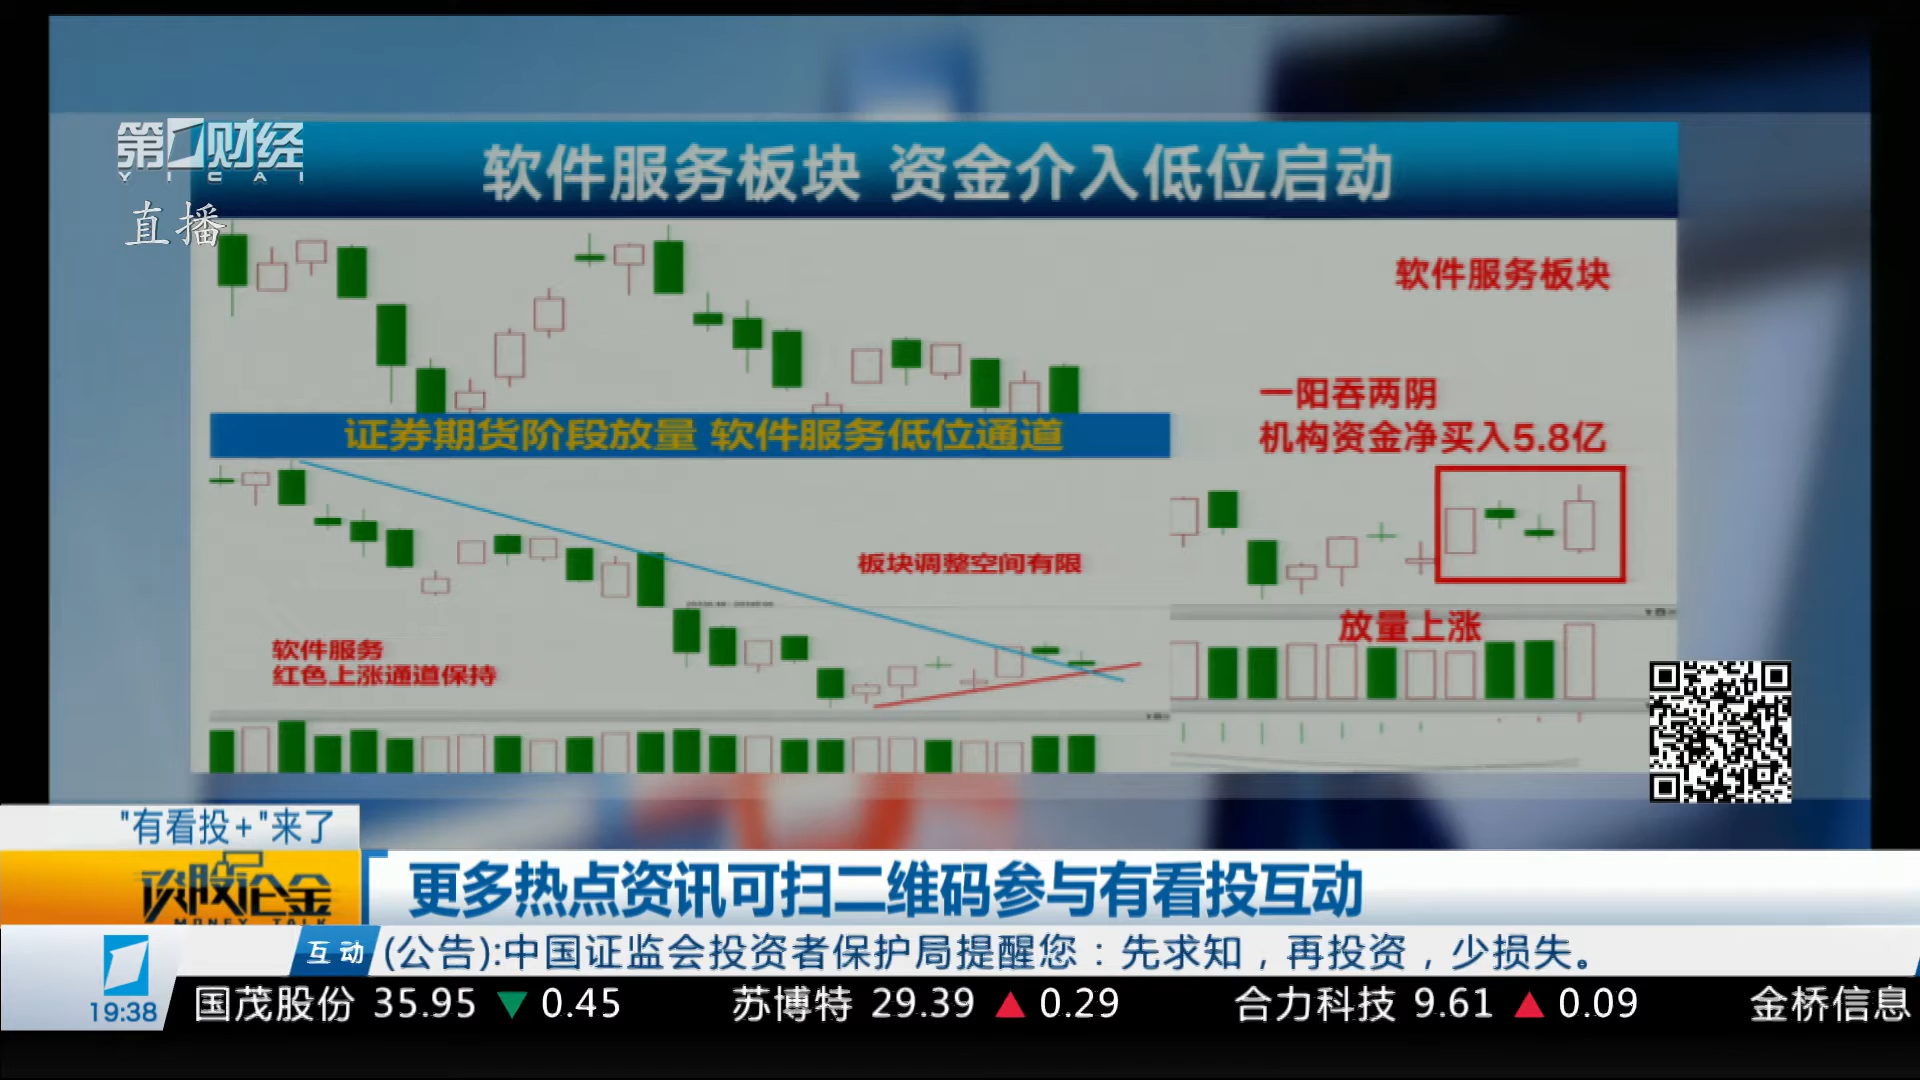 第1财经
YICAI
直播
软件服务板块 资金介入低位启动
软件服务板块
一阳吞两阴
机构资金净买入5.8亿
证券期货阶段放量 软件服务低位通道
板块调整空间有限
放量上涨
软件服务
红色上涨通道保持
"有看投+"来了
谈股论金
MONEY TALK
更多热点资讯可扫二维码参与有看投互动
互动 (公告):中国证监会投资者保护局提醒您：先求知，再投资，少损失。
19:38
国茂股份 35.95 ▼ 0.45 苏博特 29.39 ▲ 0.29 合力科技 9.61 ▲ 0.09 金桥信息